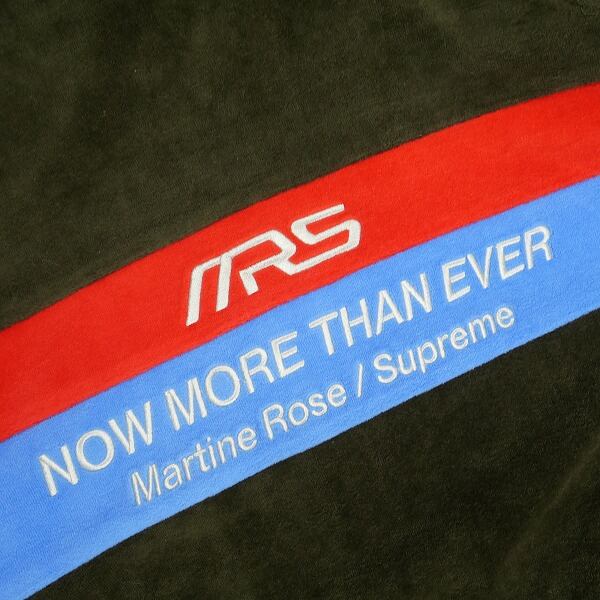 MRS
NOW MORE THAN EVER
Martine Rose / Supreme